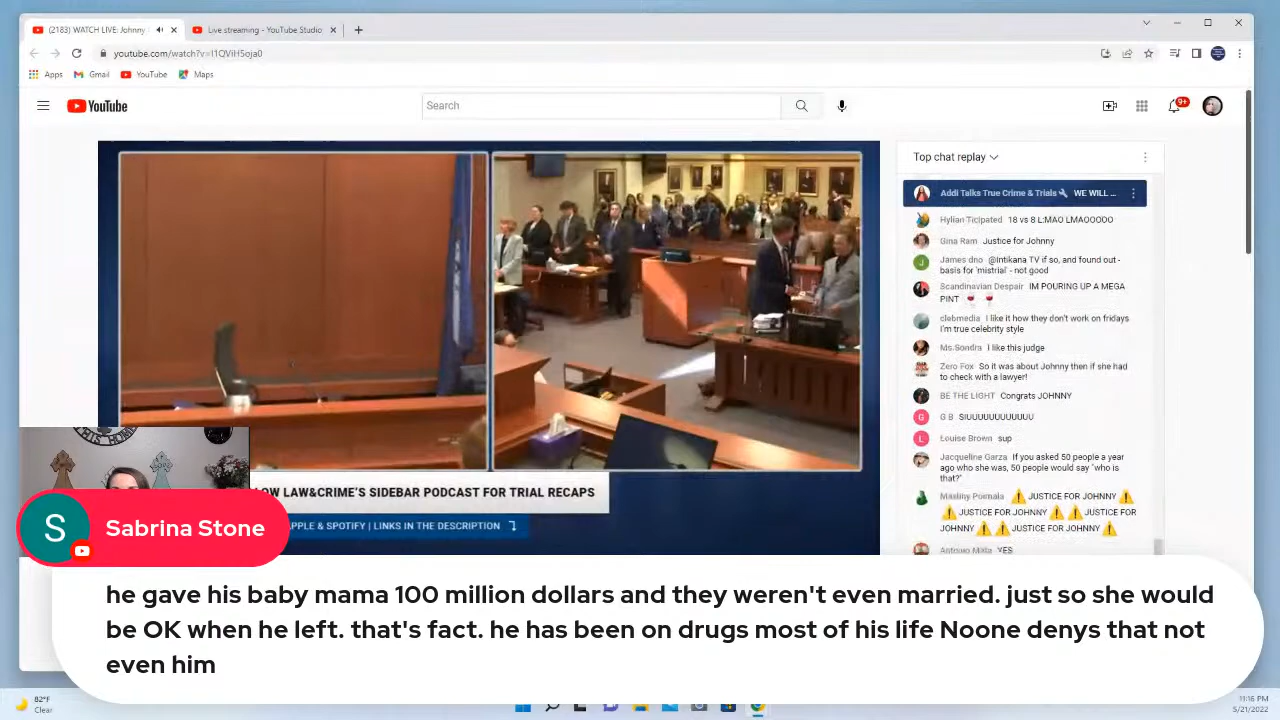 (2183) WATCH LIVE: Johnny
Live streaming - YouTube Studio
youtube.com/watch?v=I1QViH5oja0
Apps
Gmail
YouTube
Maps
YouTube
Search
9+
Top chat replay
Addi Talks True Crime & Trials WE WILL ...
Hylian Ticipated 18 vs 8 L:MAO LMAOOOOO
Gina Ram Justice for Johnny
James dno @Intikana TV if so, and found out -
basis for 'mistrial' - not good
Scandinavian Despair IM POURING UP A MEGA
PINT 🍷 🍷
clebmedia I like it how they don't work on fridays
I'm true celebrity style
Ms.Sondra I like this judge
Zero Fox So it was about Johnny then if she had
to check with a lawyer!
BE THE LIGHT Congrats JOHNNY
G B SIUUUUUUUUUUU
Louise Brown sup
Jacqueline Garza If you asked 50 people a year
ago who she was, 50 people would say "who is
that?"
⚠️ JUSTICE FOR JOHNNY ⚠️
⚠️ JUSTICE FOR JOHNNY ⚠️ ⚠️ JUSTICE FOR
JOHNNY ⚠️ ⚠️ JUSTICE FOR JOHNNY ⚠️
YES
LAW&CRIME'S SIDEBAR PODCAST FOR TRIAL RECAPS
APPLE & SPOTIFY | LINKS IN THE DESCRIPTION
S
Sabrina Stone
he gave his baby mama 100 million dollars and they weren't even married. just so she would
be OK when he left. that's fact. he has been on drugs most of his life Noone denys that not
even him
82°F
Clear
11:16 PM
5/21/2022